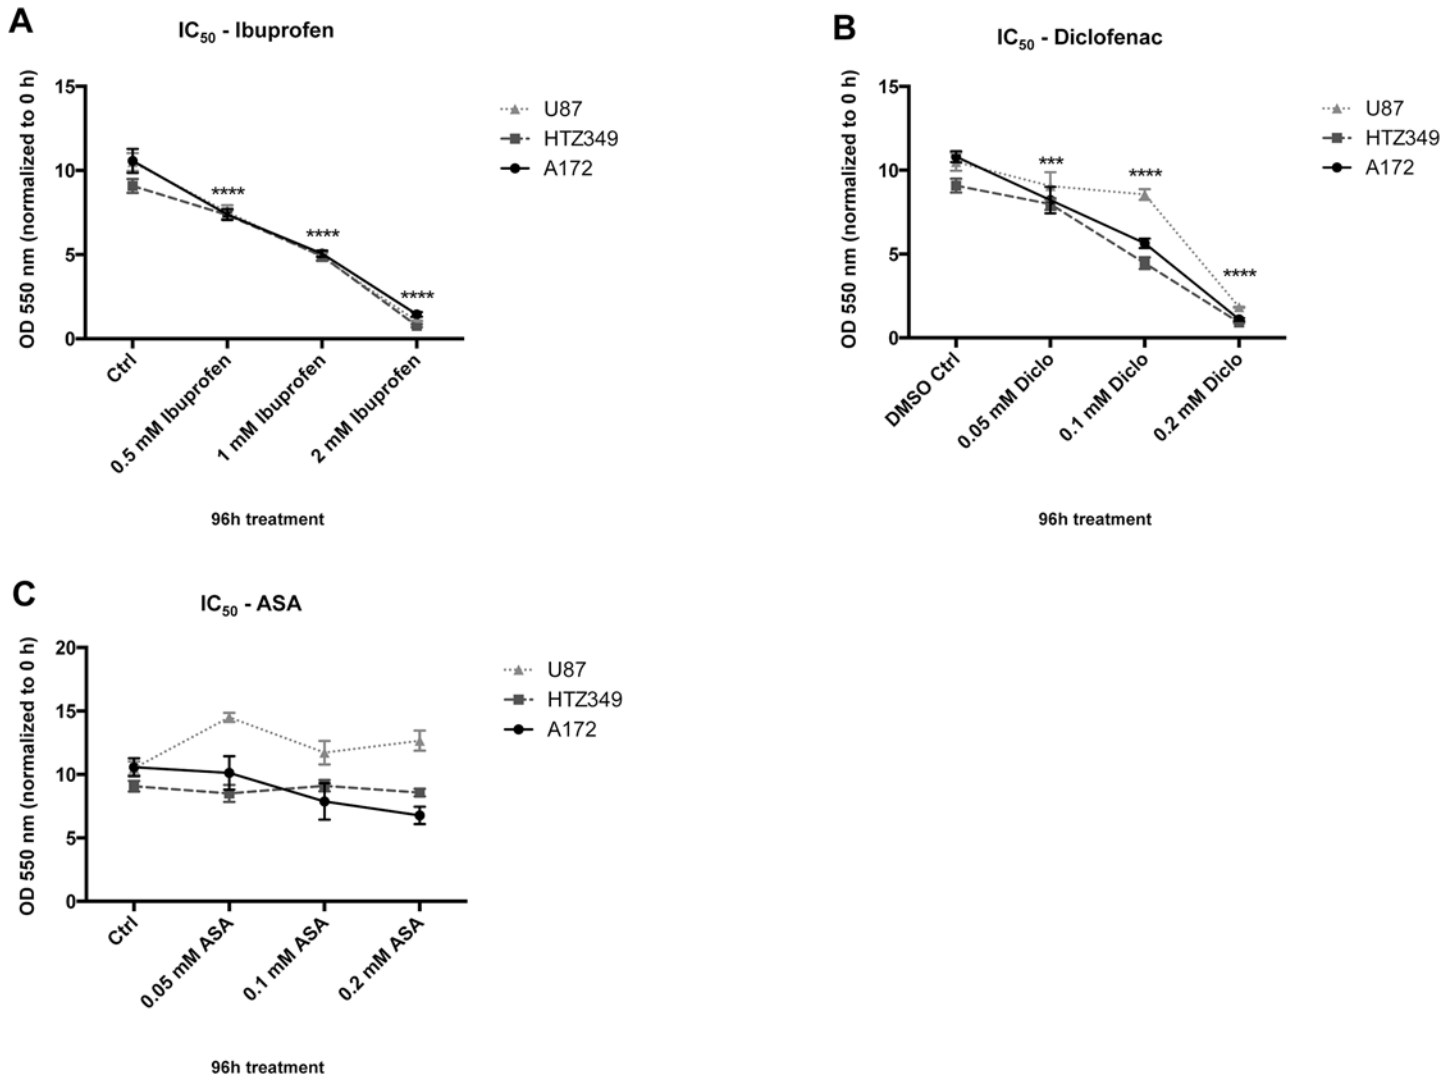 A
IC50 - Ibuprofen
OD 550 nm (normalized to 0 h)
15
10
5
0
****
****
****
Ctrl
0.5 mM Ibuprofen
1 mM Ibuprofen
2 mM Ibuprofen
96h treatment
U87
HTZ349
A172
B
IC50 - Diclofenac
OD 550 nm (normalized to 0 h)
15
10
5
0
***
****
****
DMSO Ctrl
0.05 mM Diclo
0.1 mM Diclo
0.2 mM Diclo
96h treatment
U87
HTZ349
A172
C
IC50 - ASA
OD 550 nm (normalized to 0 h)
20
15
10
5
0
Ctrl
0.05 mM ASA
0.1 mM ASA
0.2 mM ASA
96h treatment
U87
HTZ349
A172